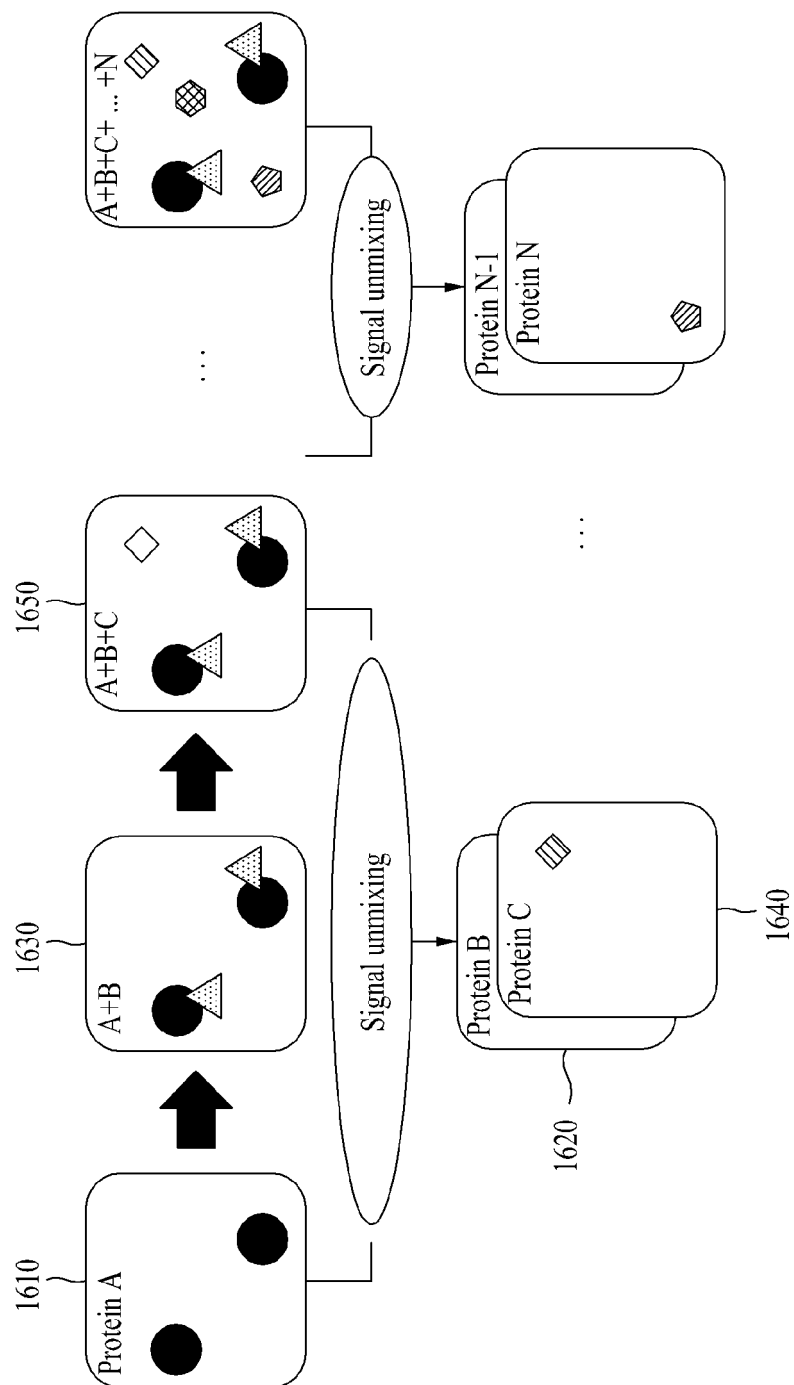 1610
1630
1650
Protein A
A+B
A+B+C
...
A+B+C+ ... +N
Signal unmixing
Signal unmixing
Protein B
Protein C
...
Protein N-1
Protein N
1620
1640